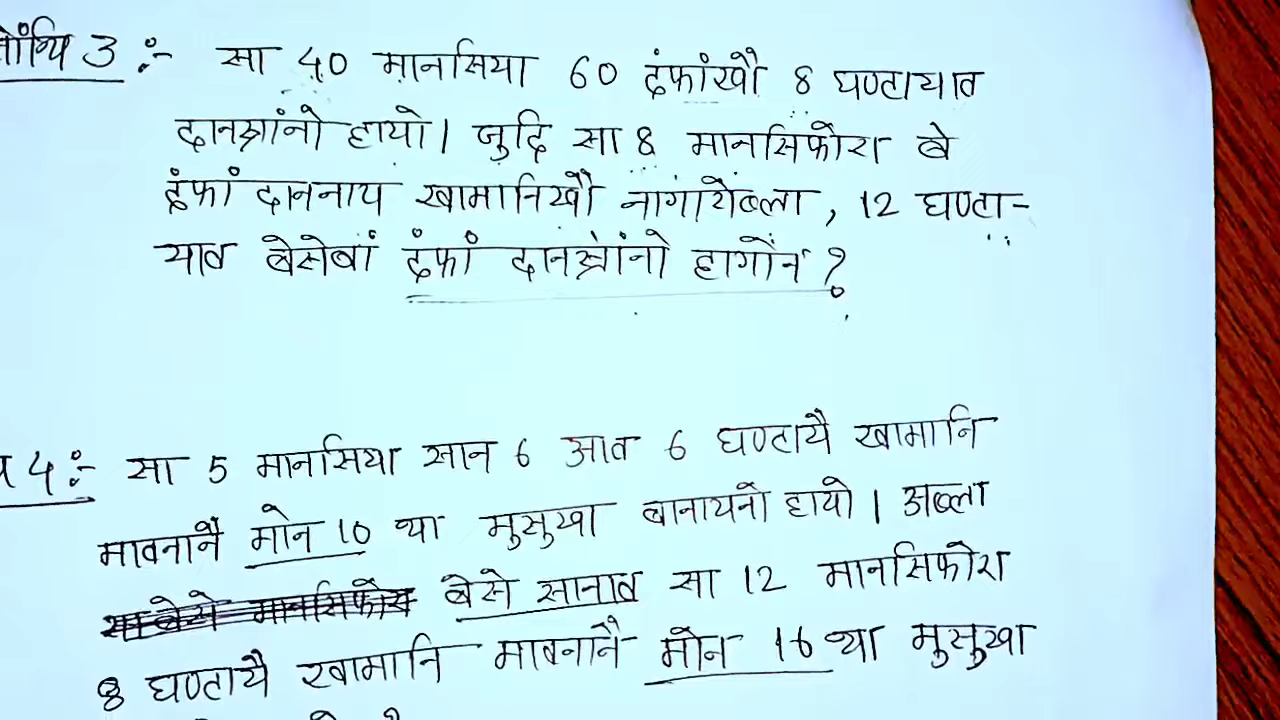 3 :- सा 40 मानसिया 60 दंफांखौ 8 घण्टायाव
दानस्रांनो हायो। जुदि सा 8 मानसिफोरा बे
दंफां दाननाय खामानिखौ नागारोब्ला, 12 घण्टा-
याव बेसेबां दंफां दानस्रांनो हागौन ?
4 :- सा 5 मानसिया सान 6 आव 6 घण्टायै खामानि
मावनानै मोन 10 था मुसुखा बानायनो हायो। अब्ला
बेसे सानाव सा 12 मानसिफोरा
8 घण्टायै खामानि मावनानै मोन 16 था मुसुखा